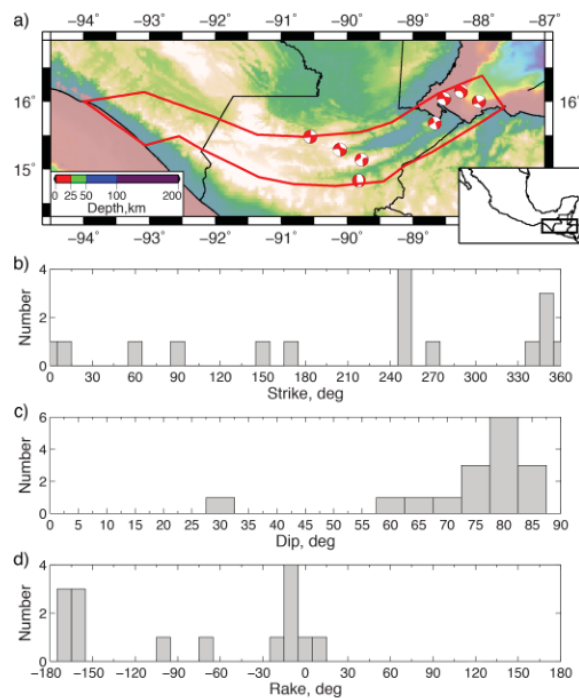 a)
−94 −93 −92 −91 −90 −89 −88 −87
16°
15°
16°
15°
0 25 50 100 200
Depth,km
−94 −93 −92 −91 −90 −89 −88
b)
4
2
0
Number
0 30 60 90 120 150 180 210 240 270 300 330 360
Strike, deg
c)
6
4
2
0
Number
0 5 10 15 20 25 30 35 40 45 50 55 60 65 70 75 80 85 90
Dip, deg
d)
4
2
0
Number
−180 −150 −120 −90 −60 −30 0 30 60 90 120 150 180
Rake, deg